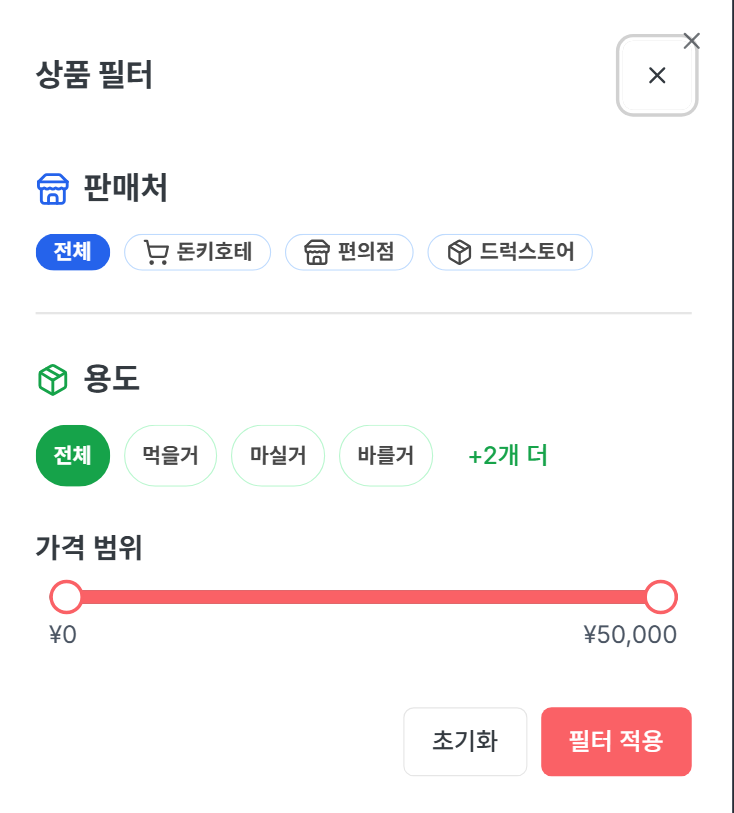 상품 필터
판매처
전체 돈키호테 편의점 드럭스토어
용도
전체 먹을거 마실거 바를거 +2개 더
가격 범위
¥0 ¥50,000
초기화 필터 적용